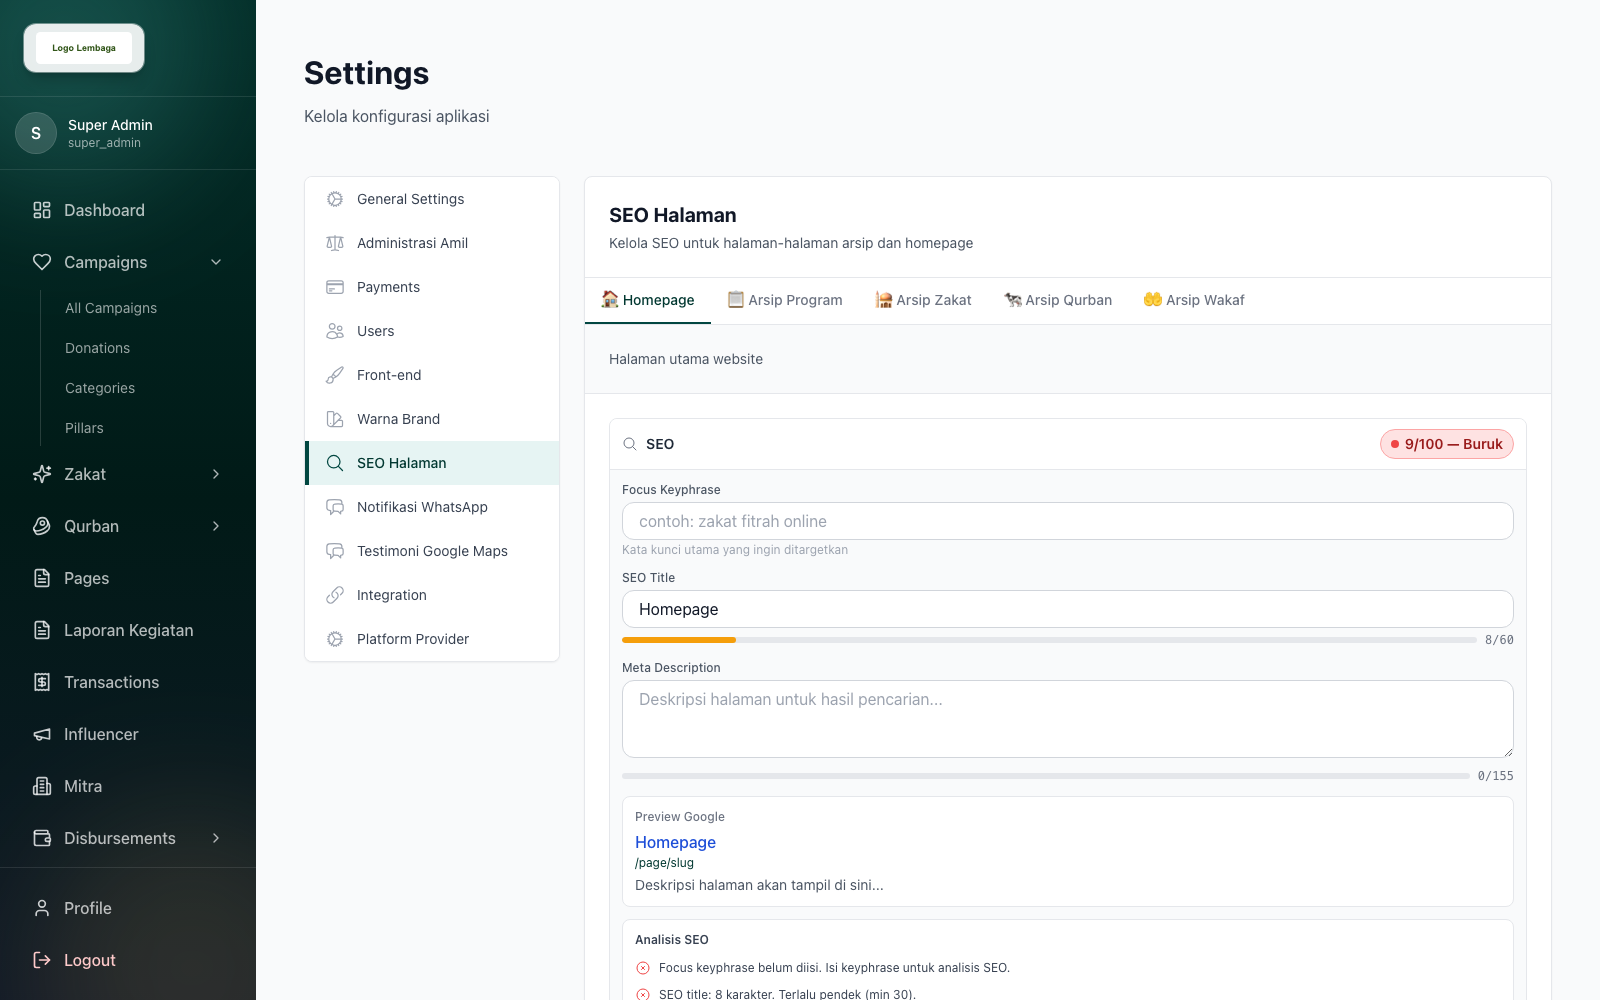 Logo Lembaga
S
Super Admin
super_admin
Dashboard
Campaigns
All Campaigns
Donations
Categories
Pillars
Zakat
Qurban
Pages
Laporan Kegiatan
Transactions
Influencer
Mitra
Disbursements
Profile
Logout
Settings
Kelola konfigurasi aplikasi
General Settings
Administrasi Amil
Payments
Users
Front-end
Warna Brand
SEO Halaman
Notifikasi WhatsApp
Testimoni Google Maps
Integration
Platform Provider
SEO Halaman
Kelola SEO untuk halaman-halaman arsip dan homepage
Homepage
Arsip Program
Arsip Zakat
Arsip Qurban
Arsip Wakaf
Halaman utama website
SEO
9/100 — Buruk
Focus Keyphrase
contoh: zakat fitrah online
Kata kunci utama yang ingin ditargetkan
SEO Title
Homepage
8/60
Meta Description
Deskripsi halaman untuk hasil pencarian...
0/155
Preview Google
Homepage
/page/slug
Deskripsi halaman akan tampil di sini...
Analisis SEO
Focus keyphrase belum diisi. Isi keyphrase untuk analisis SEO.
SEO title: 8 karakter. Terlalu pendek (min 30).